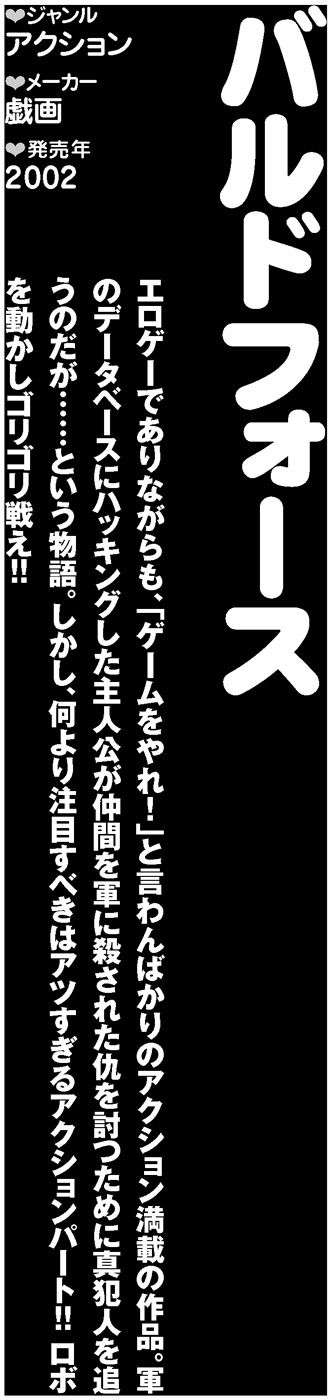 バルドフォース
❤ジャンル
アクション
❤メーカー
戯画
❤発売年
2002
エロゲーでありながらも、「ゲームをやれ!」と言わんばかりのアクション満載の作品。軍
のデータベースにハッキングした主人公が仲間を軍に殺された仇を討つために真犯人を追
うのだが……という物語。しかし、何より注目すべきはアツすぎるアクションパート!! ロボ
を動かしゴリゴリ戦え!!